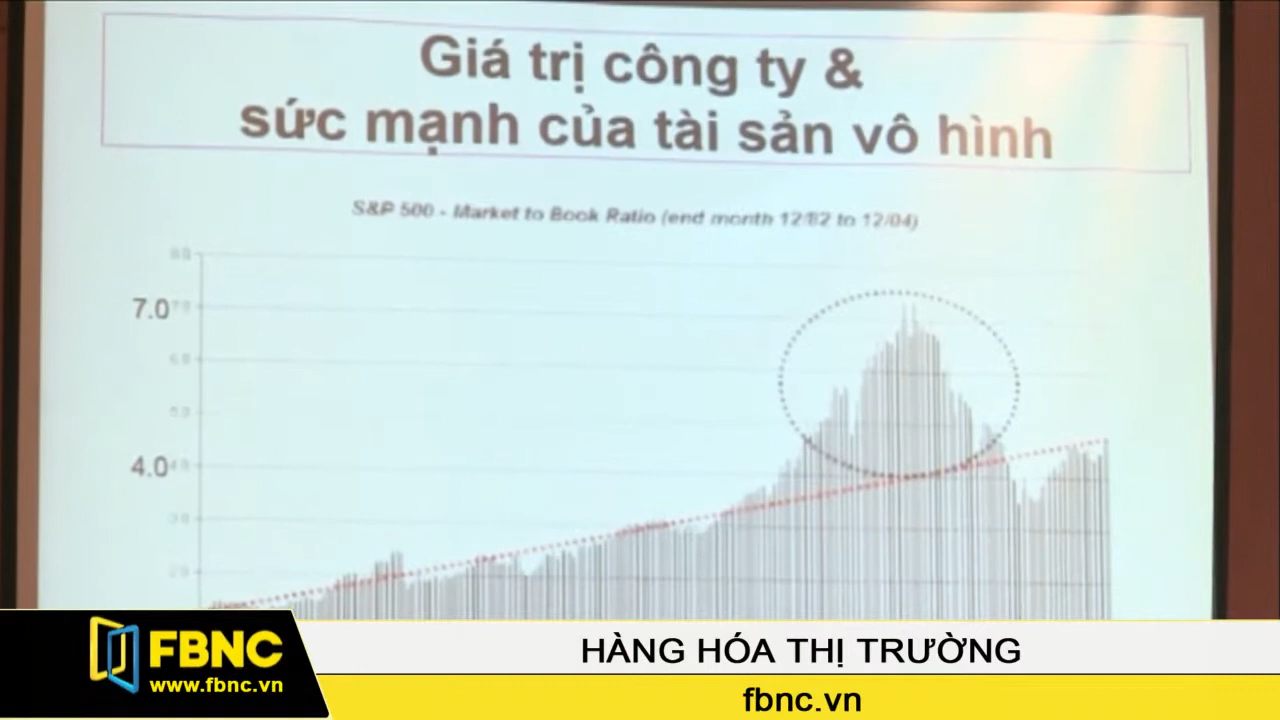 Giá trị công ty &
sức mạnh của tài sản vô hình
S&P 500 - Market to Book Ratio (end month 12/82 to 12/04)
7.0
4.0
FBNC
www.fbnc.vn
HÀNG HÓA THỊ TRƯỜNG
fbnc.vn